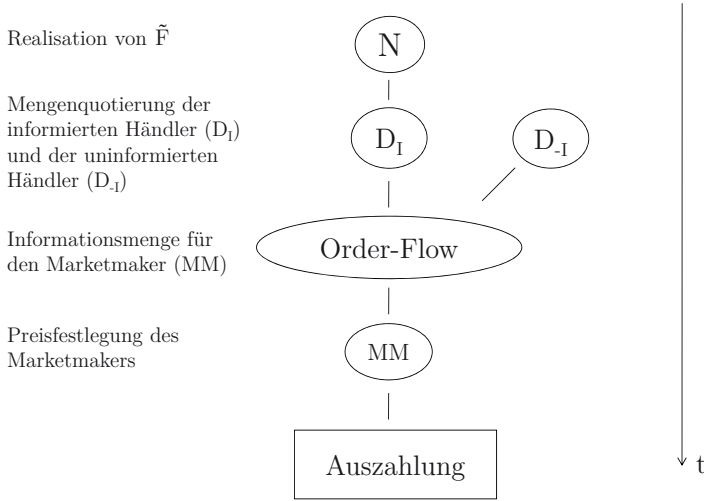 Realisation von F̃
N
Mengenquotierung der
informierten Händler (D_I)
und der uninformierten
Händler (D_-I)
D_I
D_-I
Informationsmenge für
den Marketmaker (MM)
Order-Flow
Preisfestlegung des
Marketmakers
MM
Auszahlung
t